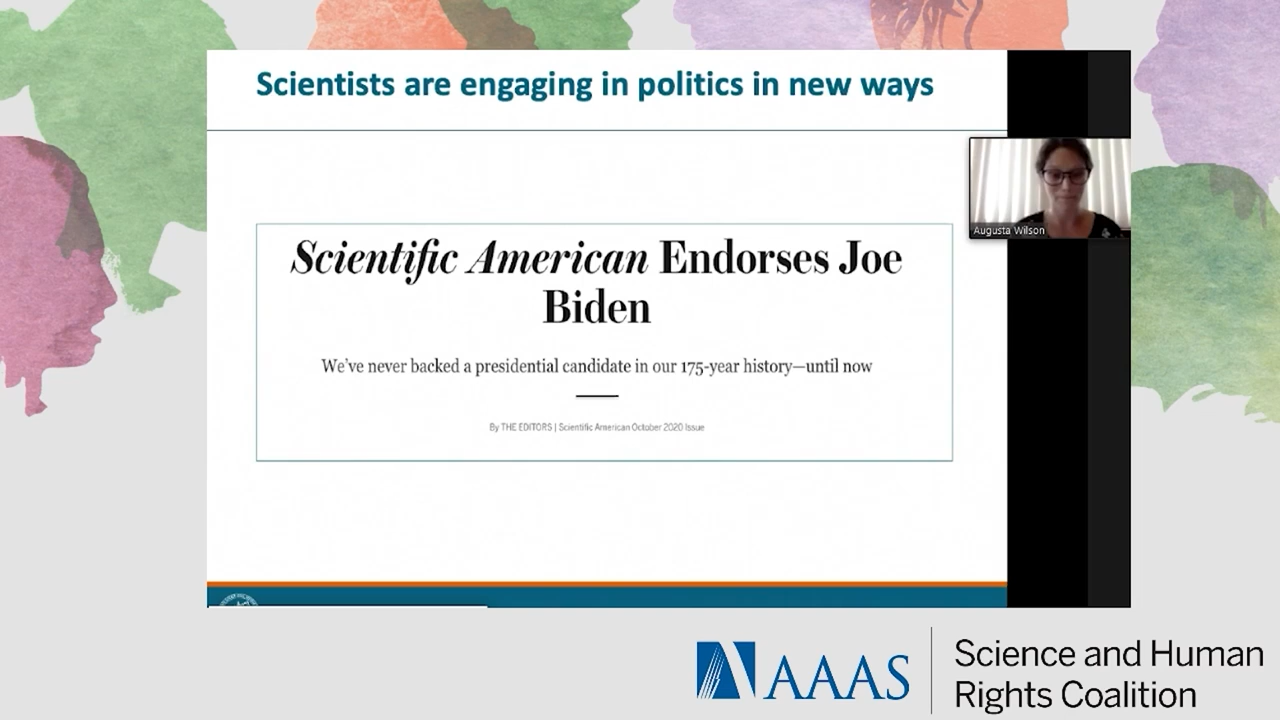 Scientists are engaging in politics in new ways
Scientific American Endorses Joe
Biden
We've never backed a presidential candidate in our 175-year history—until now
By THE EDITORS | Scientific American October 2020 Issue
Augusta Wilson
AAAS
Science and Human
Rights Coalition